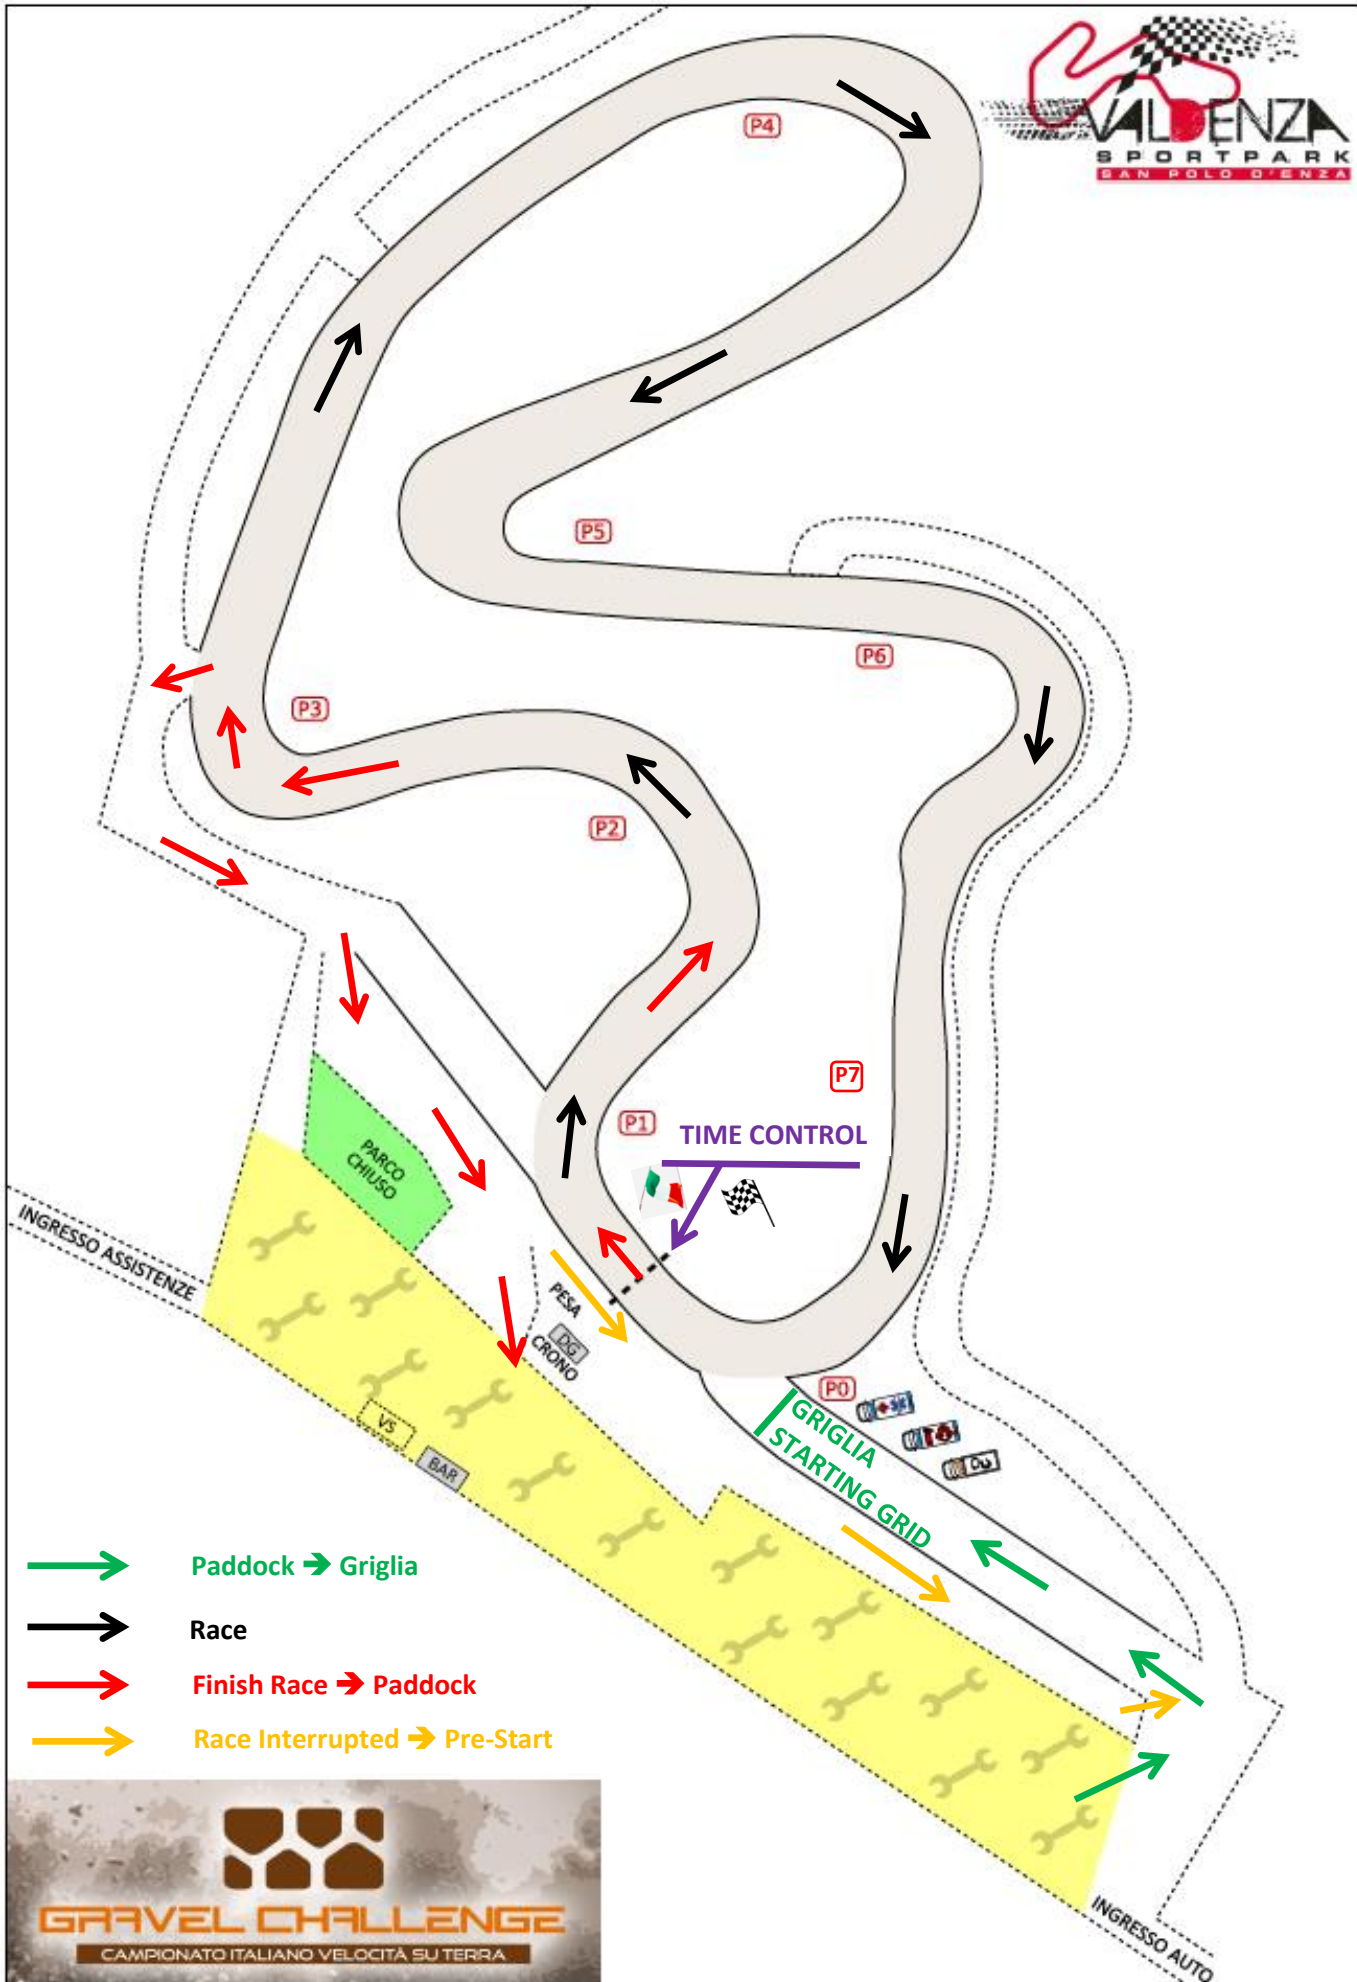 VALDENZA
SPORTPARK
SAN POLO D'ENZA
P4
P5
P6
P3
P2
P7
P1
TIME CONTROL
PARCO
CHIUSO
INGRESSO ASSISTENZE
PESA
DG
CRONO
P0
GRIGLIA
STARTING GRID
VS
BAR
Paddock ➔ Griglia
Race
Finish Race ➔ Paddock
Race Interrupted ➔ Pre-Start
GRAVEL CHALLENGE
CAMPIONATO ITALIANO VELOCITÀ SU TERRA
INGRESSO AUTO